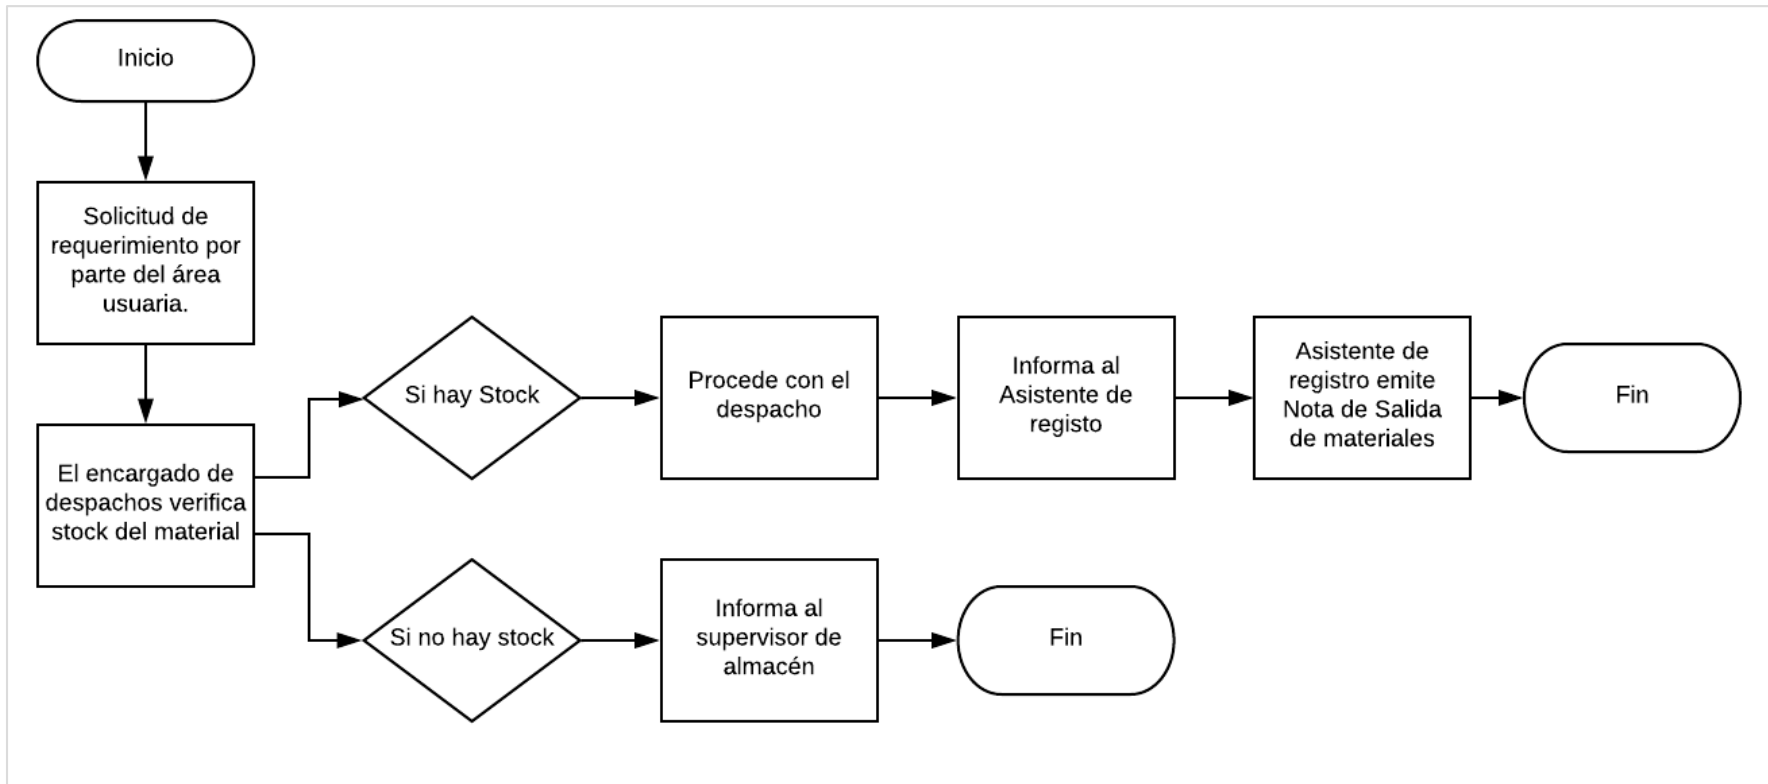 Inicio
Solicitud de
requerimiento por
parte del área
usuaria.
El encargado de
despachos verifica
stock del material
Si hay Stock
Procede con el
despacho
Informa al
Asistente de
registo
Asistente de
registro emite
Nota de Salida
de materiales
Fin
Si no hay stock
Informa al
supervisor de
almacén
Fin